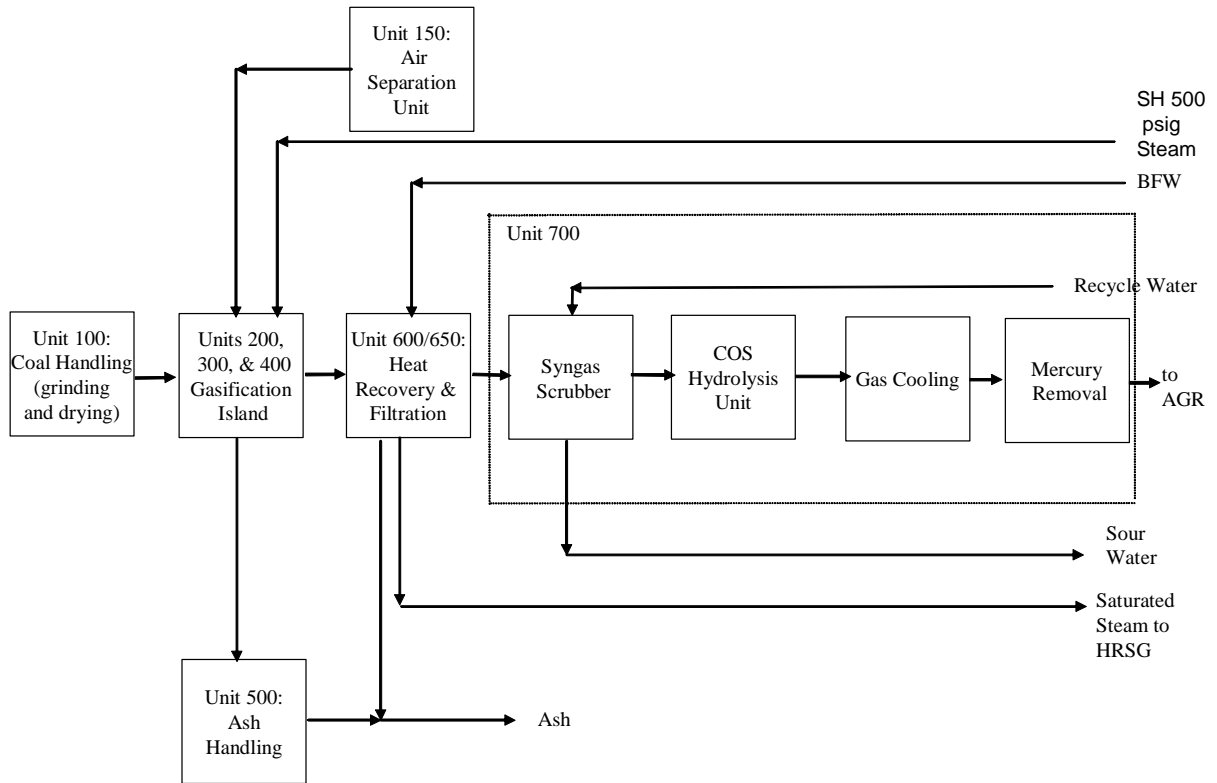 Unit 150:
Air
Separation
Unit
SH 500
psig
Steam
BFW
Unit 700
Recycle Water
Unit 100:
Coal Handling
(grinding
and drying)
Units 200,
300, & 400
Gasification
Island
Unit 600/650:
Heat
Recovery &
Filtration
Syngas
Scrubber
COS
Hydrolysis
Unit
Gas Cooling
Mercury
Removal
to
AGR
Sour
Water
Saturated
Steam to
HRSG
Unit 500:
Ash
Handling
Ash